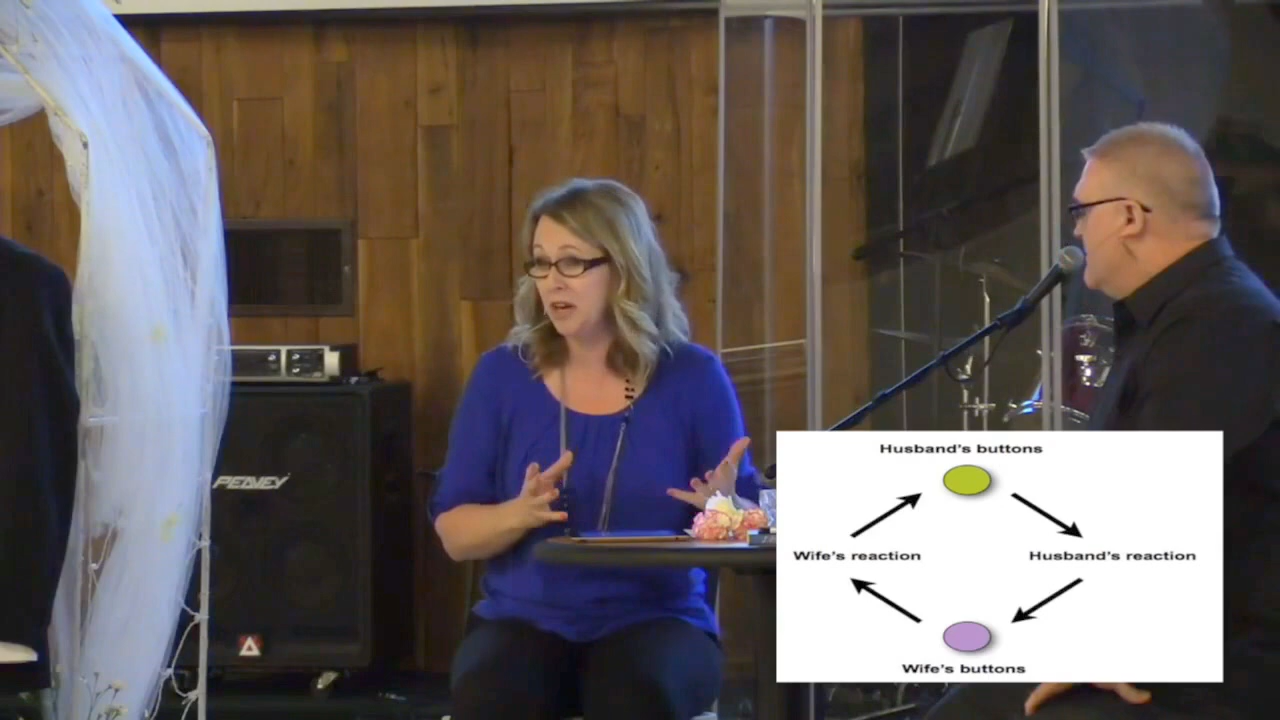 PEAVEY
Husband's buttons
Wife's reaction
Husband's reaction
Wife's buttons